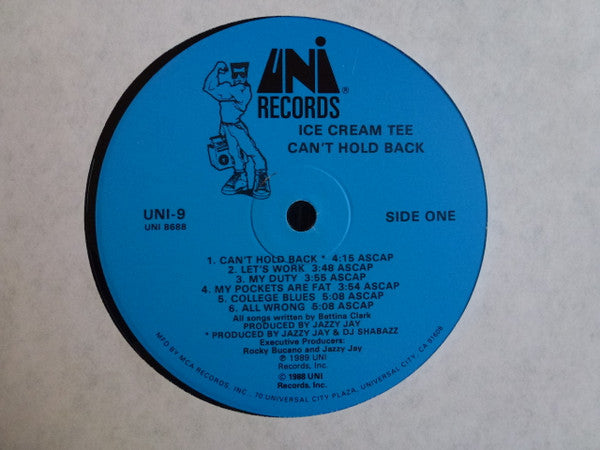 UNi
RECORDS®
ICE CREAM TEE
CAN'T HOLD BACK
UNI-9
UNI 8688
SIDE ONE
1. CAN'T HOLD BACK * 4:15 ASCAP
2. LET'S WORK 3:48 ASCAP
3. MY DUTY 3:55 ASCAP
4. MY POCKETS ARE FAT 3:54 ASCAP
5. COLLEGE BLUES 5:08 ASCAP
6. ALL WRONG 5:08 ASCAP
All songs written by Bettina Clark
PRODUCED BY JAZZY JAY
* PRODUCED BY JAZZY JAY & DJ SHABAZZ
Executive Producers:
Rocky Bucano and Jazzy Jay
℗ 1989 UNI
Records, Inc.
© 1988 UNI
Records, Inc.
MFD BY MCA RECORDS, INC., 70 UNIVERSAL CITY PLAZA, UNIVERSAL CITY, CA 91608